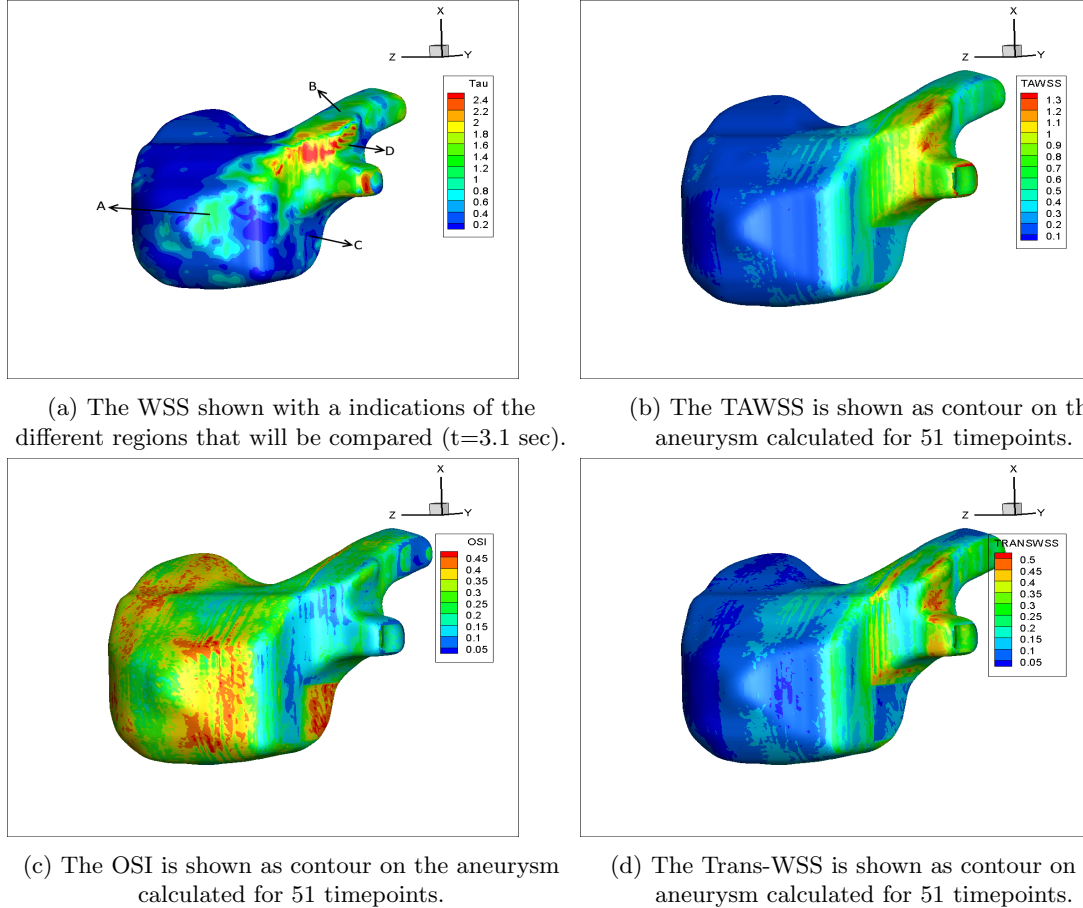 X
Z
Y
Tau
2.4
2.2
2
1.8
1.6
1.4
1.2
1
0.8
0.6
0.4
0.2
B
D
A
C
X
Z
Y
TAWSS
1.3
1.2
1.1
1
0.9
0.8
0.7
0.6
0.5
0.4
0.3
0.2
0.1
(a) The WSS shown with a indications of the
different regions that will be compared (t=3.1 sec).
(b) The TAWSS is shown as contour on th
aneurysm calculated for 51 timepoints.
X
Z
Y
OSI
0.45
0.4
0.35
0.3
0.25
0.2
0.15
0.1
0.05
X
Z
Y
TRANSWSS
0.5
0.45
0.4
0.35
0.3
0.25
0.2
0.15
0.1
0.05
(c) The OSI is shown as contour on the aneurysm
calculated for 51 timepoints.
(d) The Trans-WSS is shown as contour on
aneurysm calculated for 51 timepoints.